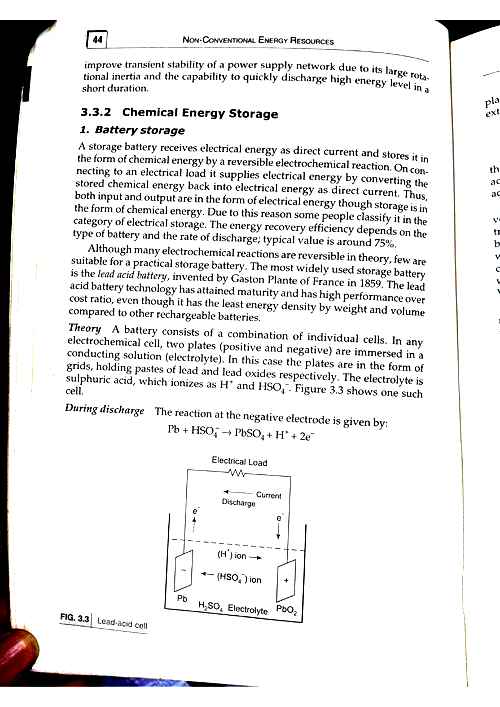 44
NON-CONVENTIONAL ENERGY RESOURCES
improve transient stability of a power supply network due to its large rota-
tional inertia and the capability to quickly discharge high energy level in a
short duration.
3.3.2 Chemical Energy Storage
1. Battery storage
A storage battery receives electrical energy as direct current and stores it in
the form of chemical energy by a reversible electrochemical reaction. On con-
necting to an electrical load it supplies electrical energy by converting the
stored chemical energy back into electrical energy as direct current. Thus,
both input and output are in the form of electrical energy though storage is in
the form of chemical energy. Due to this reason some people classify it in the
category of electrical storage. The energy recovery efficiency depends on the
type of battery and the rate of discharge; typical value is around 75%.
Although many electrochemical reactions are reversible in theory, few are
suitable for a practical storage battery. The most widely used storage battery
is the lead acid battery, invented by Gaston Plante of France in 1859. The lead
acid battery technology has attained maturity and has high performance over
cost ratio, even though it has the least energy density by weight and volume
compared to other rechargeable batteries.
Theory A battery consists of a combination of individual cells. In any
electrochemical cell, two plates (positive and negative) are immersed in a
conducting solution (electrolyte). In this case the plates are in the form of
grids, holding pastes of lead and lead oxides respectively. The electrolyte is
sulphuric acid, which ionizes as H⁺ and HSO₄⁻. Figure 3.3 shows one such
cell.
During discharge The reaction at the negative electrode is given by:
Pb + HSO₄⁻ → PbSO₄ + H⁺ + 2e⁻
Electrical Load
← Current
Discharge
e⁻ e⁻
(H⁺) ion →
← (HSO₄⁻) ion
− +
Pb H₂SO₄ Electrolyte PbO₂
FIG. 3.3 Lead-acid cell
pla
ext
th
ac
ac